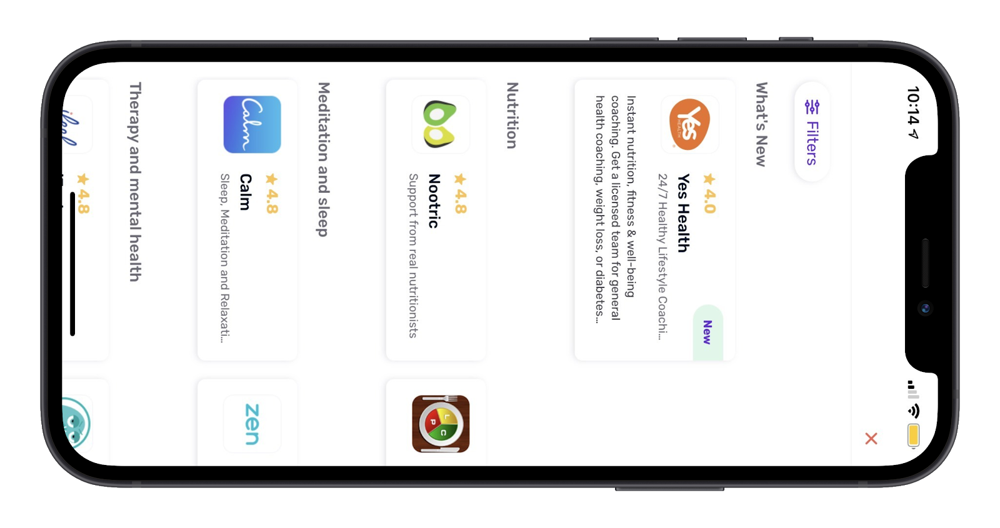 10:14
Filters
What's New
Yes
HEALTH
4.0
New
Yes Health
24/7 Healthy Lifestyle Coachi...
Instant nutrition, fitness & well-being
coaching. Get a licensed team for general
health coaching, weight loss, or diabetes...
Nutrition
4.8
Nootric
Support from real nutritionists
L
C
P
Meditation and sleep
Calm
4.8
Calm
Sleep, Meditation and Relaxati...
zen
Therapy and mental health
4.8